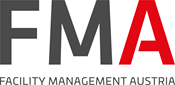 FMA
FACILITY MANAGEMENT AUSTRIA